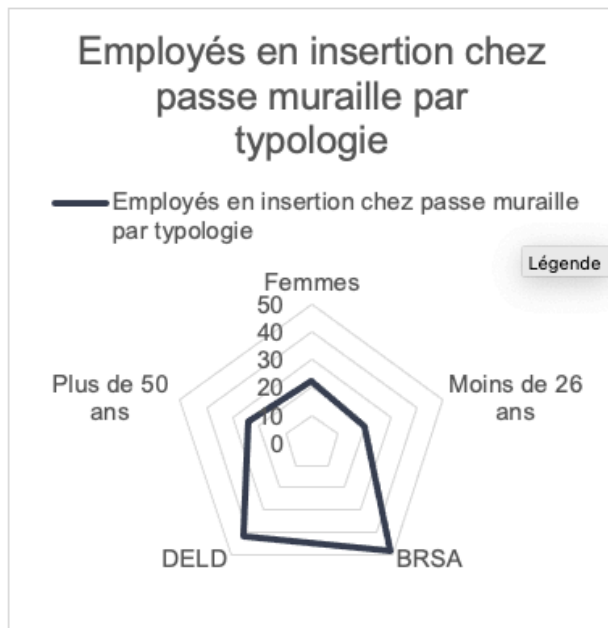 Employés en insertion chez
passe muraille par
typologie
Employés en insertion chez passe muraille
par typologie
Légende
Femmes
50
40
30
20
10
0
Plus de 50
ans
Moins de 26
ans
DELD
BRSA